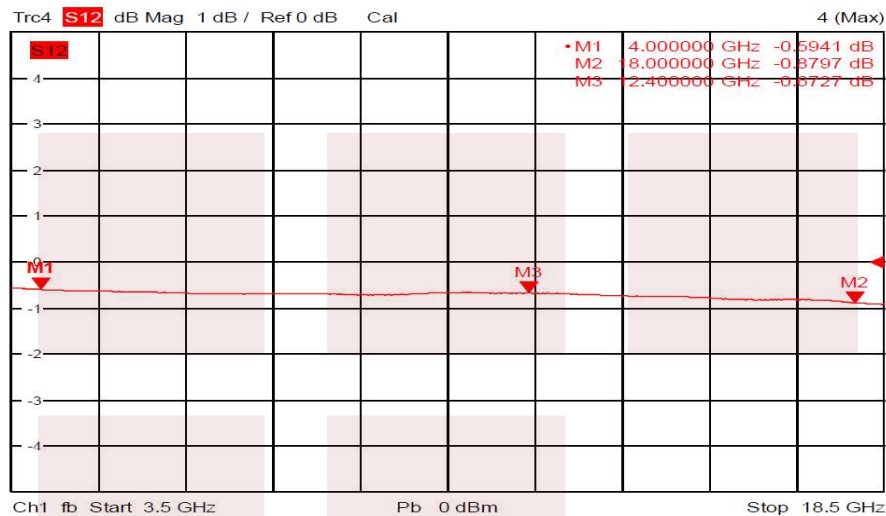 Trc4 S12 dB Mag 1 dB / Ref 0 dB Cal 4 (Max)
S12
•M1 4.000000 GHz -0.5941 dB
M2 18.000000 GHz -0.8797 dB
M3 12.400000 GHz -0.6727 dB
4
3
2
1
0
M1
M3
M2
-1
-2
-3
-4
Ch1 fb Start 3.5 GHz Pb 0 dBm Stop 18.5 GHz